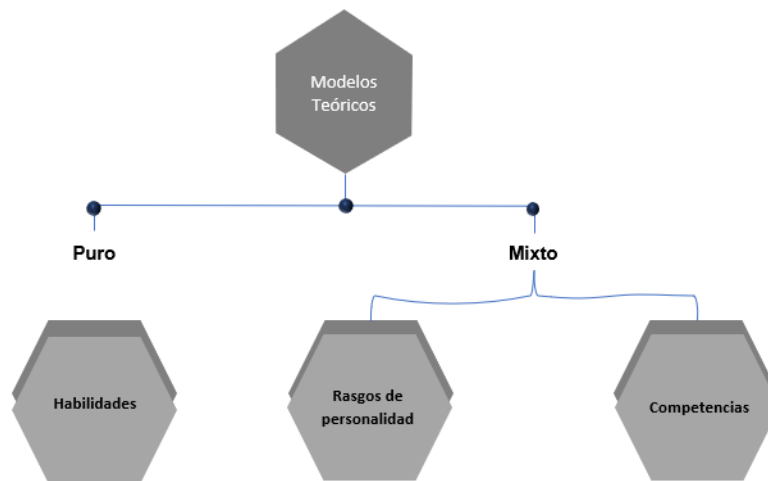 Modelos
Teóricos
Puro
Mixto
Habilidades
Rasgos de
personalidad
Competencias